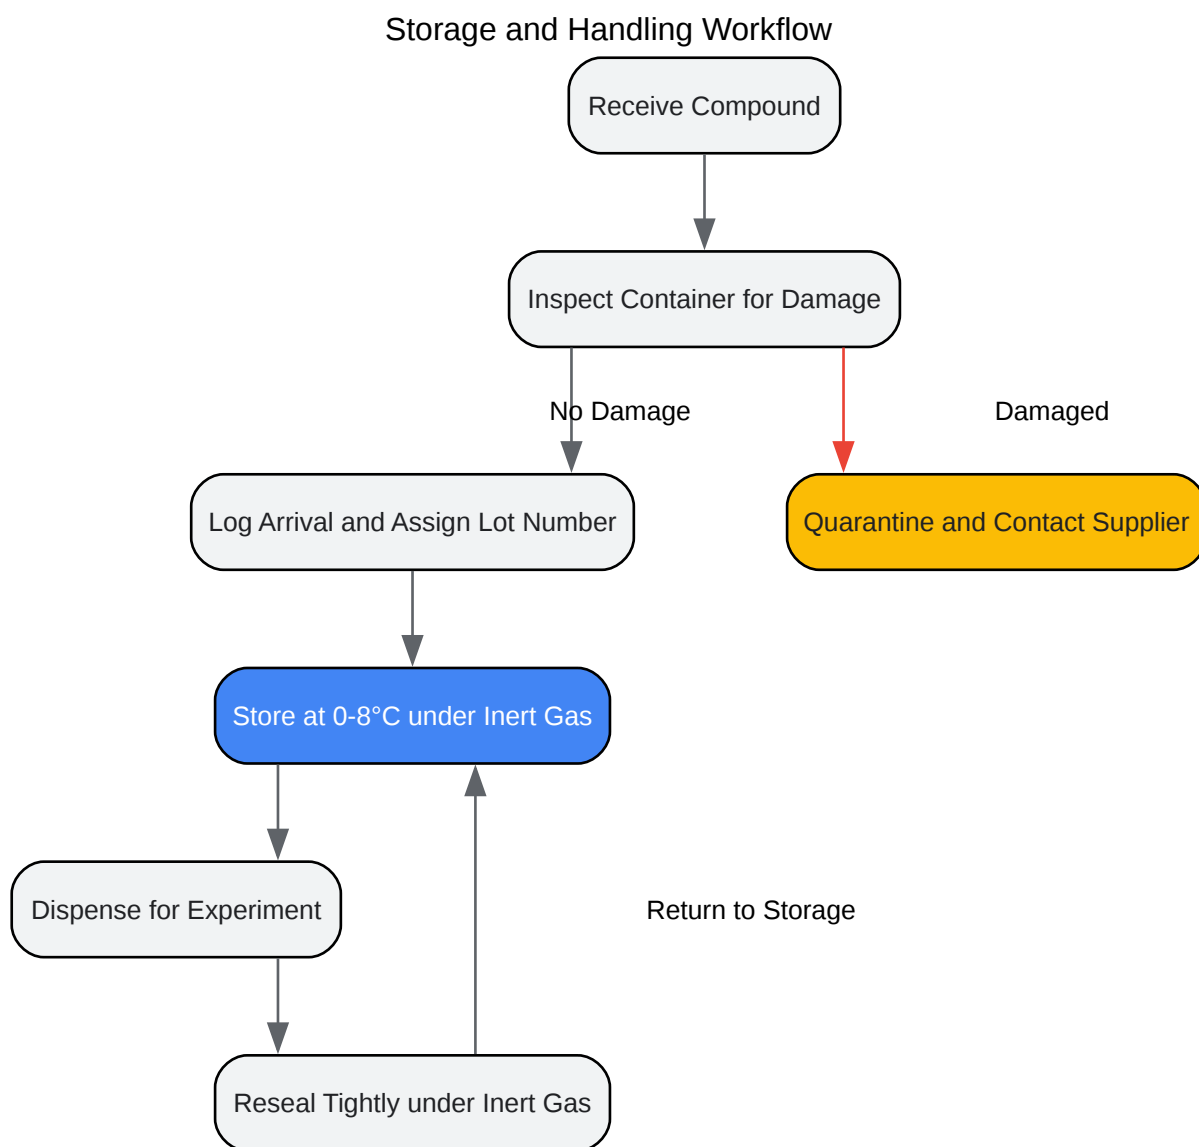 Storage and Handling Workflow
Receive Compound
Inspect Container for Damage
No Damage
Damaged
Log Arrival and Assign Lot Number
Quarantine and Contact Supplier
Store at 0-8°C under Inert Gas
Dispense for Experiment
Return to Storage
Reseal Tightly under Inert Gas